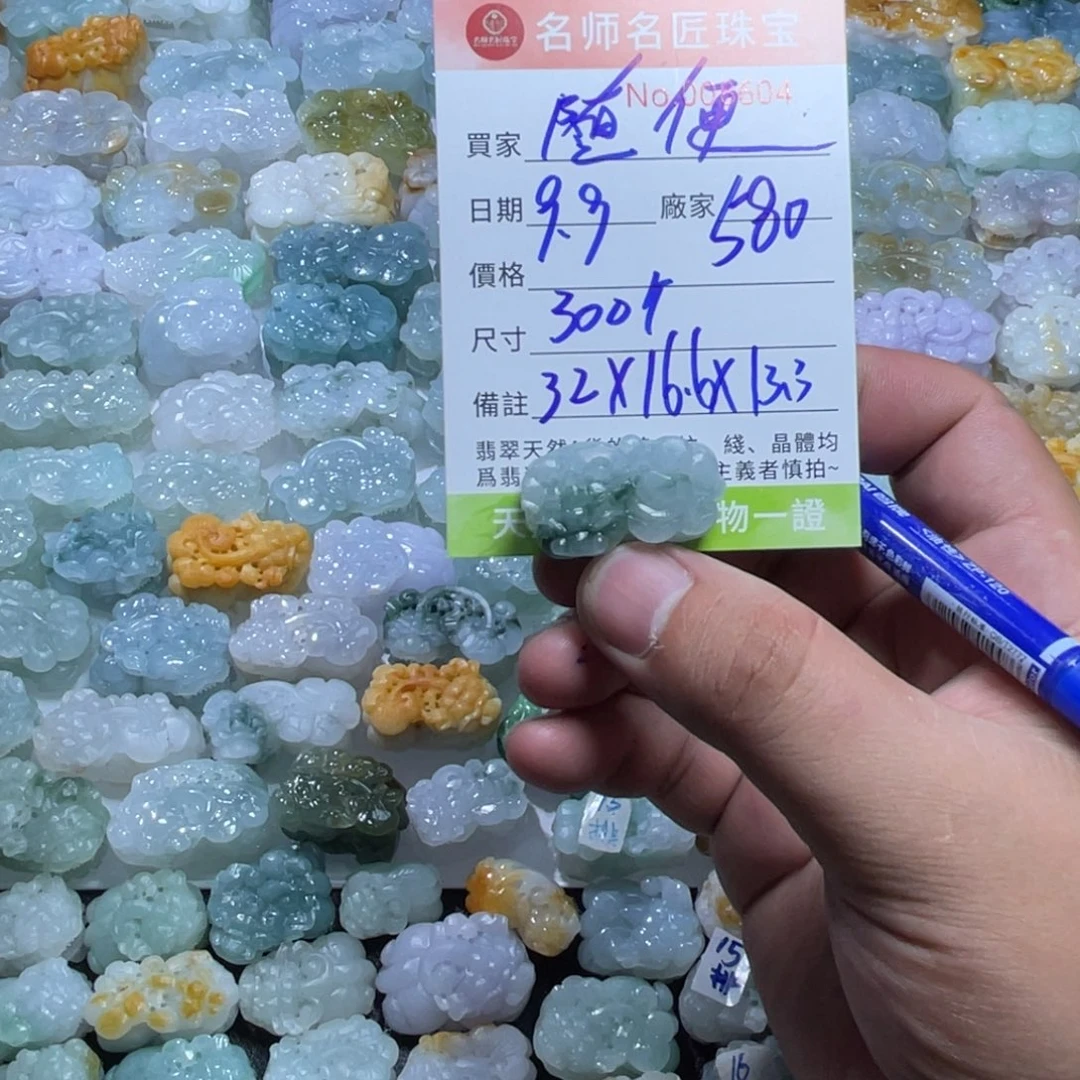 名师名匠珠宝
No.006604
買家 隨便
日期 9.9 廠家 580
價格 300
尺寸
備註 32X16.6X13.3
翡翠天然 綫、晶體均
爲翡 主義者慎拍~
天 物一證
15
16